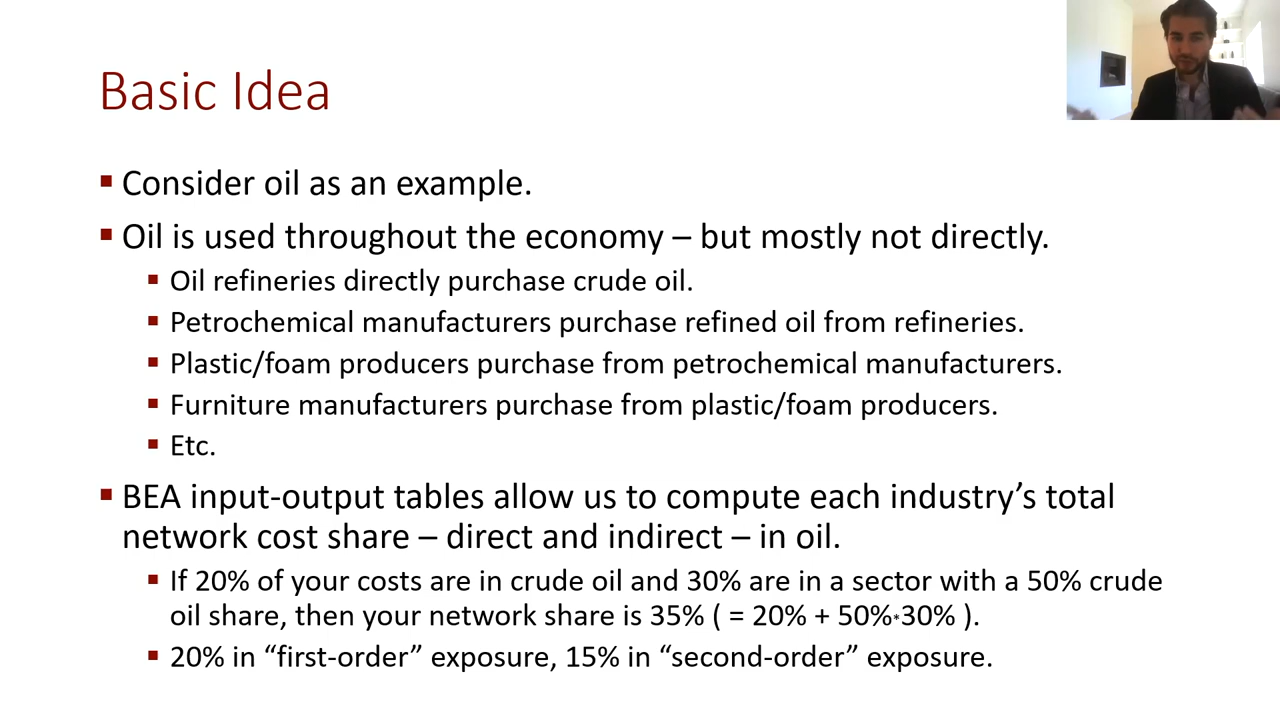 Basic Idea
Consider oil as an example.
Oil is used throughout the economy – but mostly not directly.
Oil refineries directly purchase crude oil.
Petrochemical manufacturers purchase refined oil from refineries.
Plastic/foam producers purchase from petrochemical manufacturers.
Furniture manufacturers purchase from plastic/foam producers.
Etc.
BEA input-output tables allow us to compute each industry’s total
network cost share – direct and indirect – in oil.
If 20% of your costs are in crude oil and 30% are in a sector with a 50% crude
oil share, then your network share is 35% ( = 20% + 50%*30% ).
20% in “first-order” exposure, 15% in “second-order” exposure.